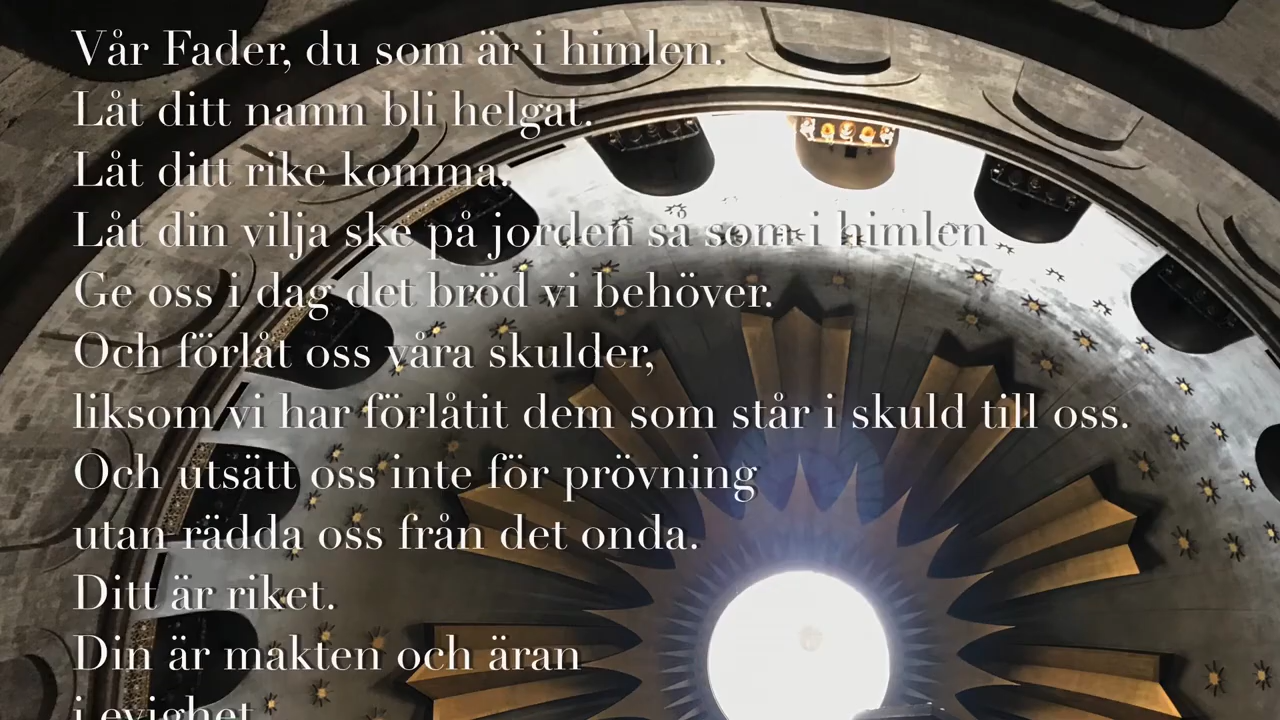 Vår Fader, du som är i himlen.
Låt ditt namn bli helgat.
Låt ditt rike komma.
Låt din vilja ske på jorden så som i himlen
Ge oss i dag det bröd vi behöver.
Och förlåt oss våra skulder,
liksom vi har förlåtit dem som står i skuld till oss.
Och utsätt oss inte för prövning
utan rädda oss från det onda.
Ditt är riket.
Din är makten och äran
i evighet